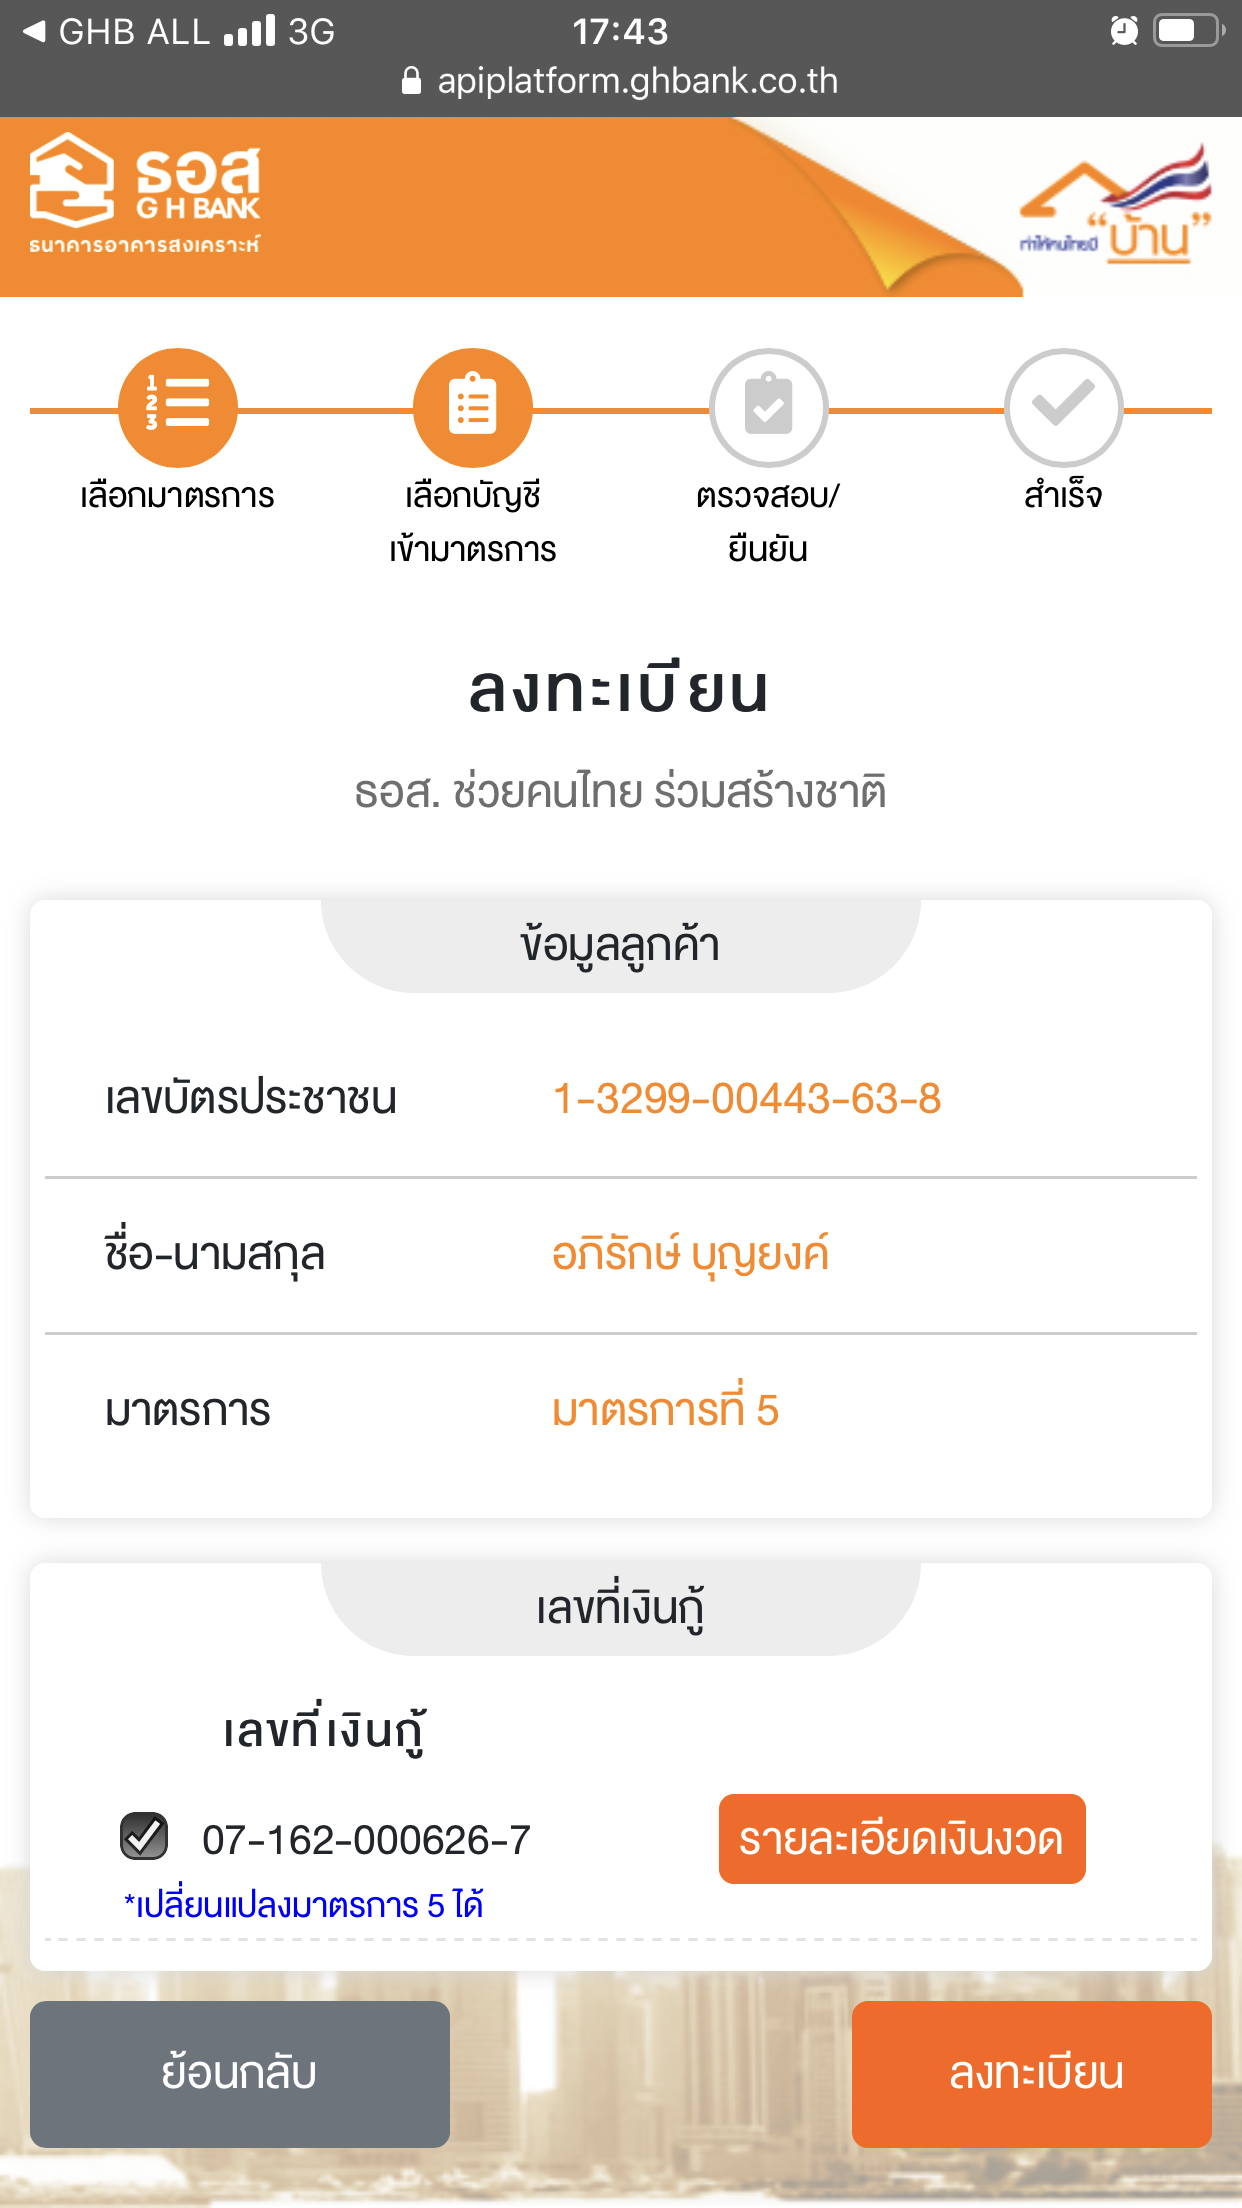 GHB ALL 3G 17:43
apiplatform.ghbank.co.th
ธอส
G H BANK
ธนาคารอาคารสงเคราะห์
ทำให้คนไทยมี “บ้าน”
1
2
3
เลือกมาตรการ
เลือกบัญชี
เข้ามาตรการ
ตรวจสอบ/
ยืนยัน
สำเร็จ
ลงทะเบียน
ธอส. ช่วยคนไทย ร่วมสร้างชาติ
ข้อมูลลูกค้า
เลขบัตรประชาชน 1-3299-00443-63-8
ชื่อ-นามสกุล อภิรักษ์ บุญยงค์
มาตรการ มาตรการที่ 5
เลขที่เงินกู้
เลขที่เงินกู้
07-162-000626-7 รายละเอียดเงินงวด
*เปลี่ยนแปลงมาตรการ 5 ได้
ย้อนกลับ ลงทะเบียน